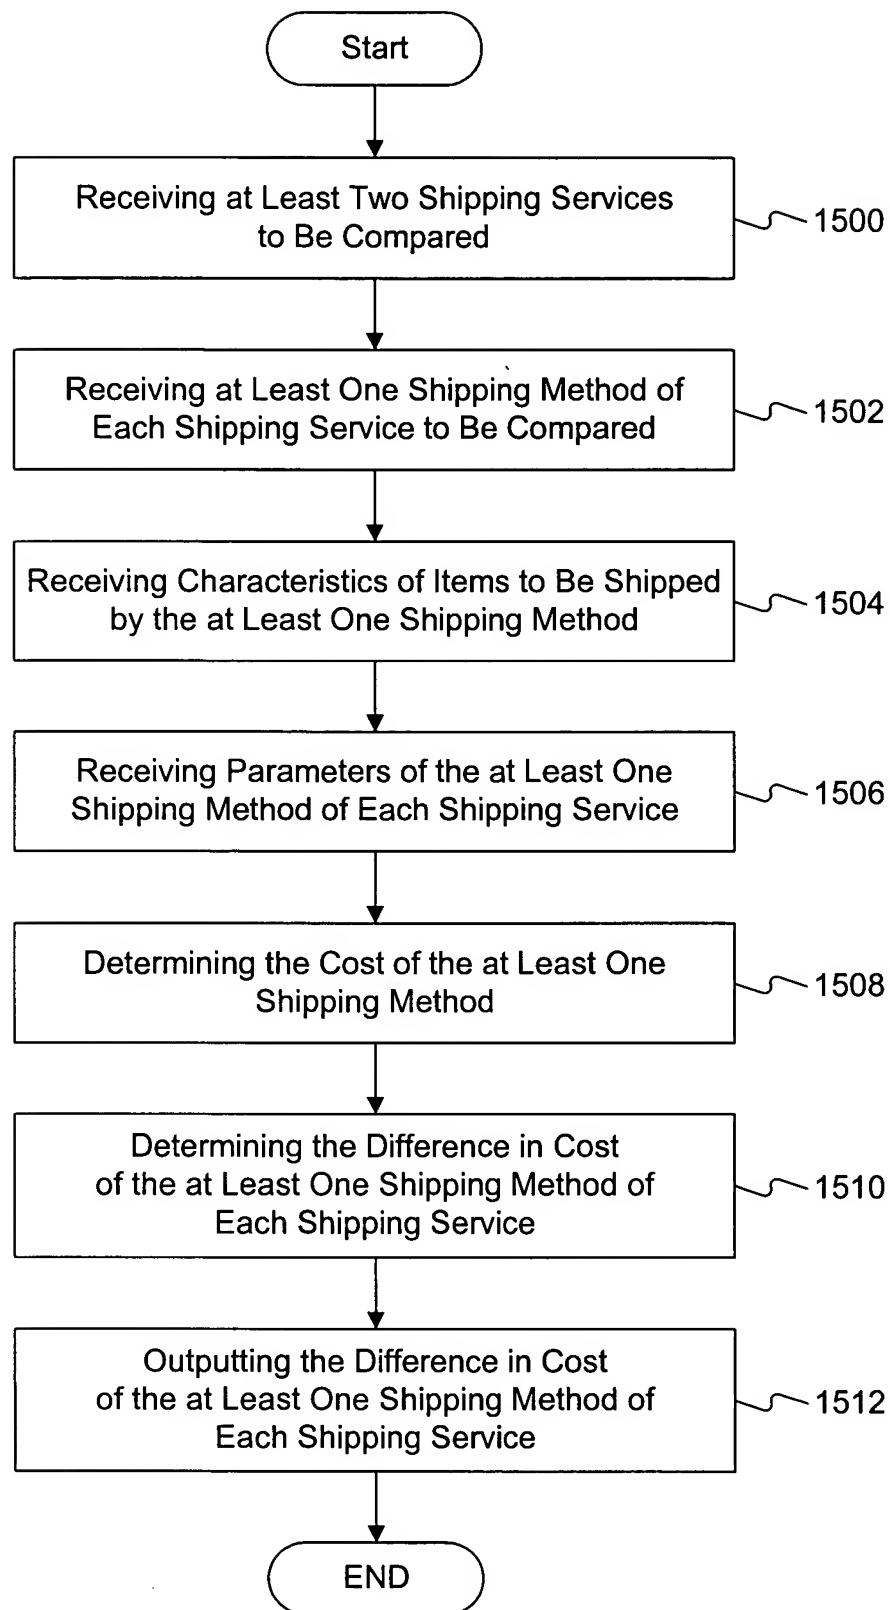 Start
Receiving at Least Two Shipping Services
to Be Compared
1500
Receiving at Least One Shipping Method of
Each Shipping Service to Be Compared
1502
Receiving Characteristics of Items to Be Shipped
by the at Least One Shipping Method
1504
Receiving Parameters of the at Least One
Shipping Method of Each Shipping Service
1506
Determining the Cost of the at Least One
Shipping Method
1508
Determining the Difference in Cost
of the at Least One Shipping Method of
Each Shipping Service
1510
Outputting the Difference in Cost
of the at Least One Shipping Method of
Each Shipping Service
1512
END